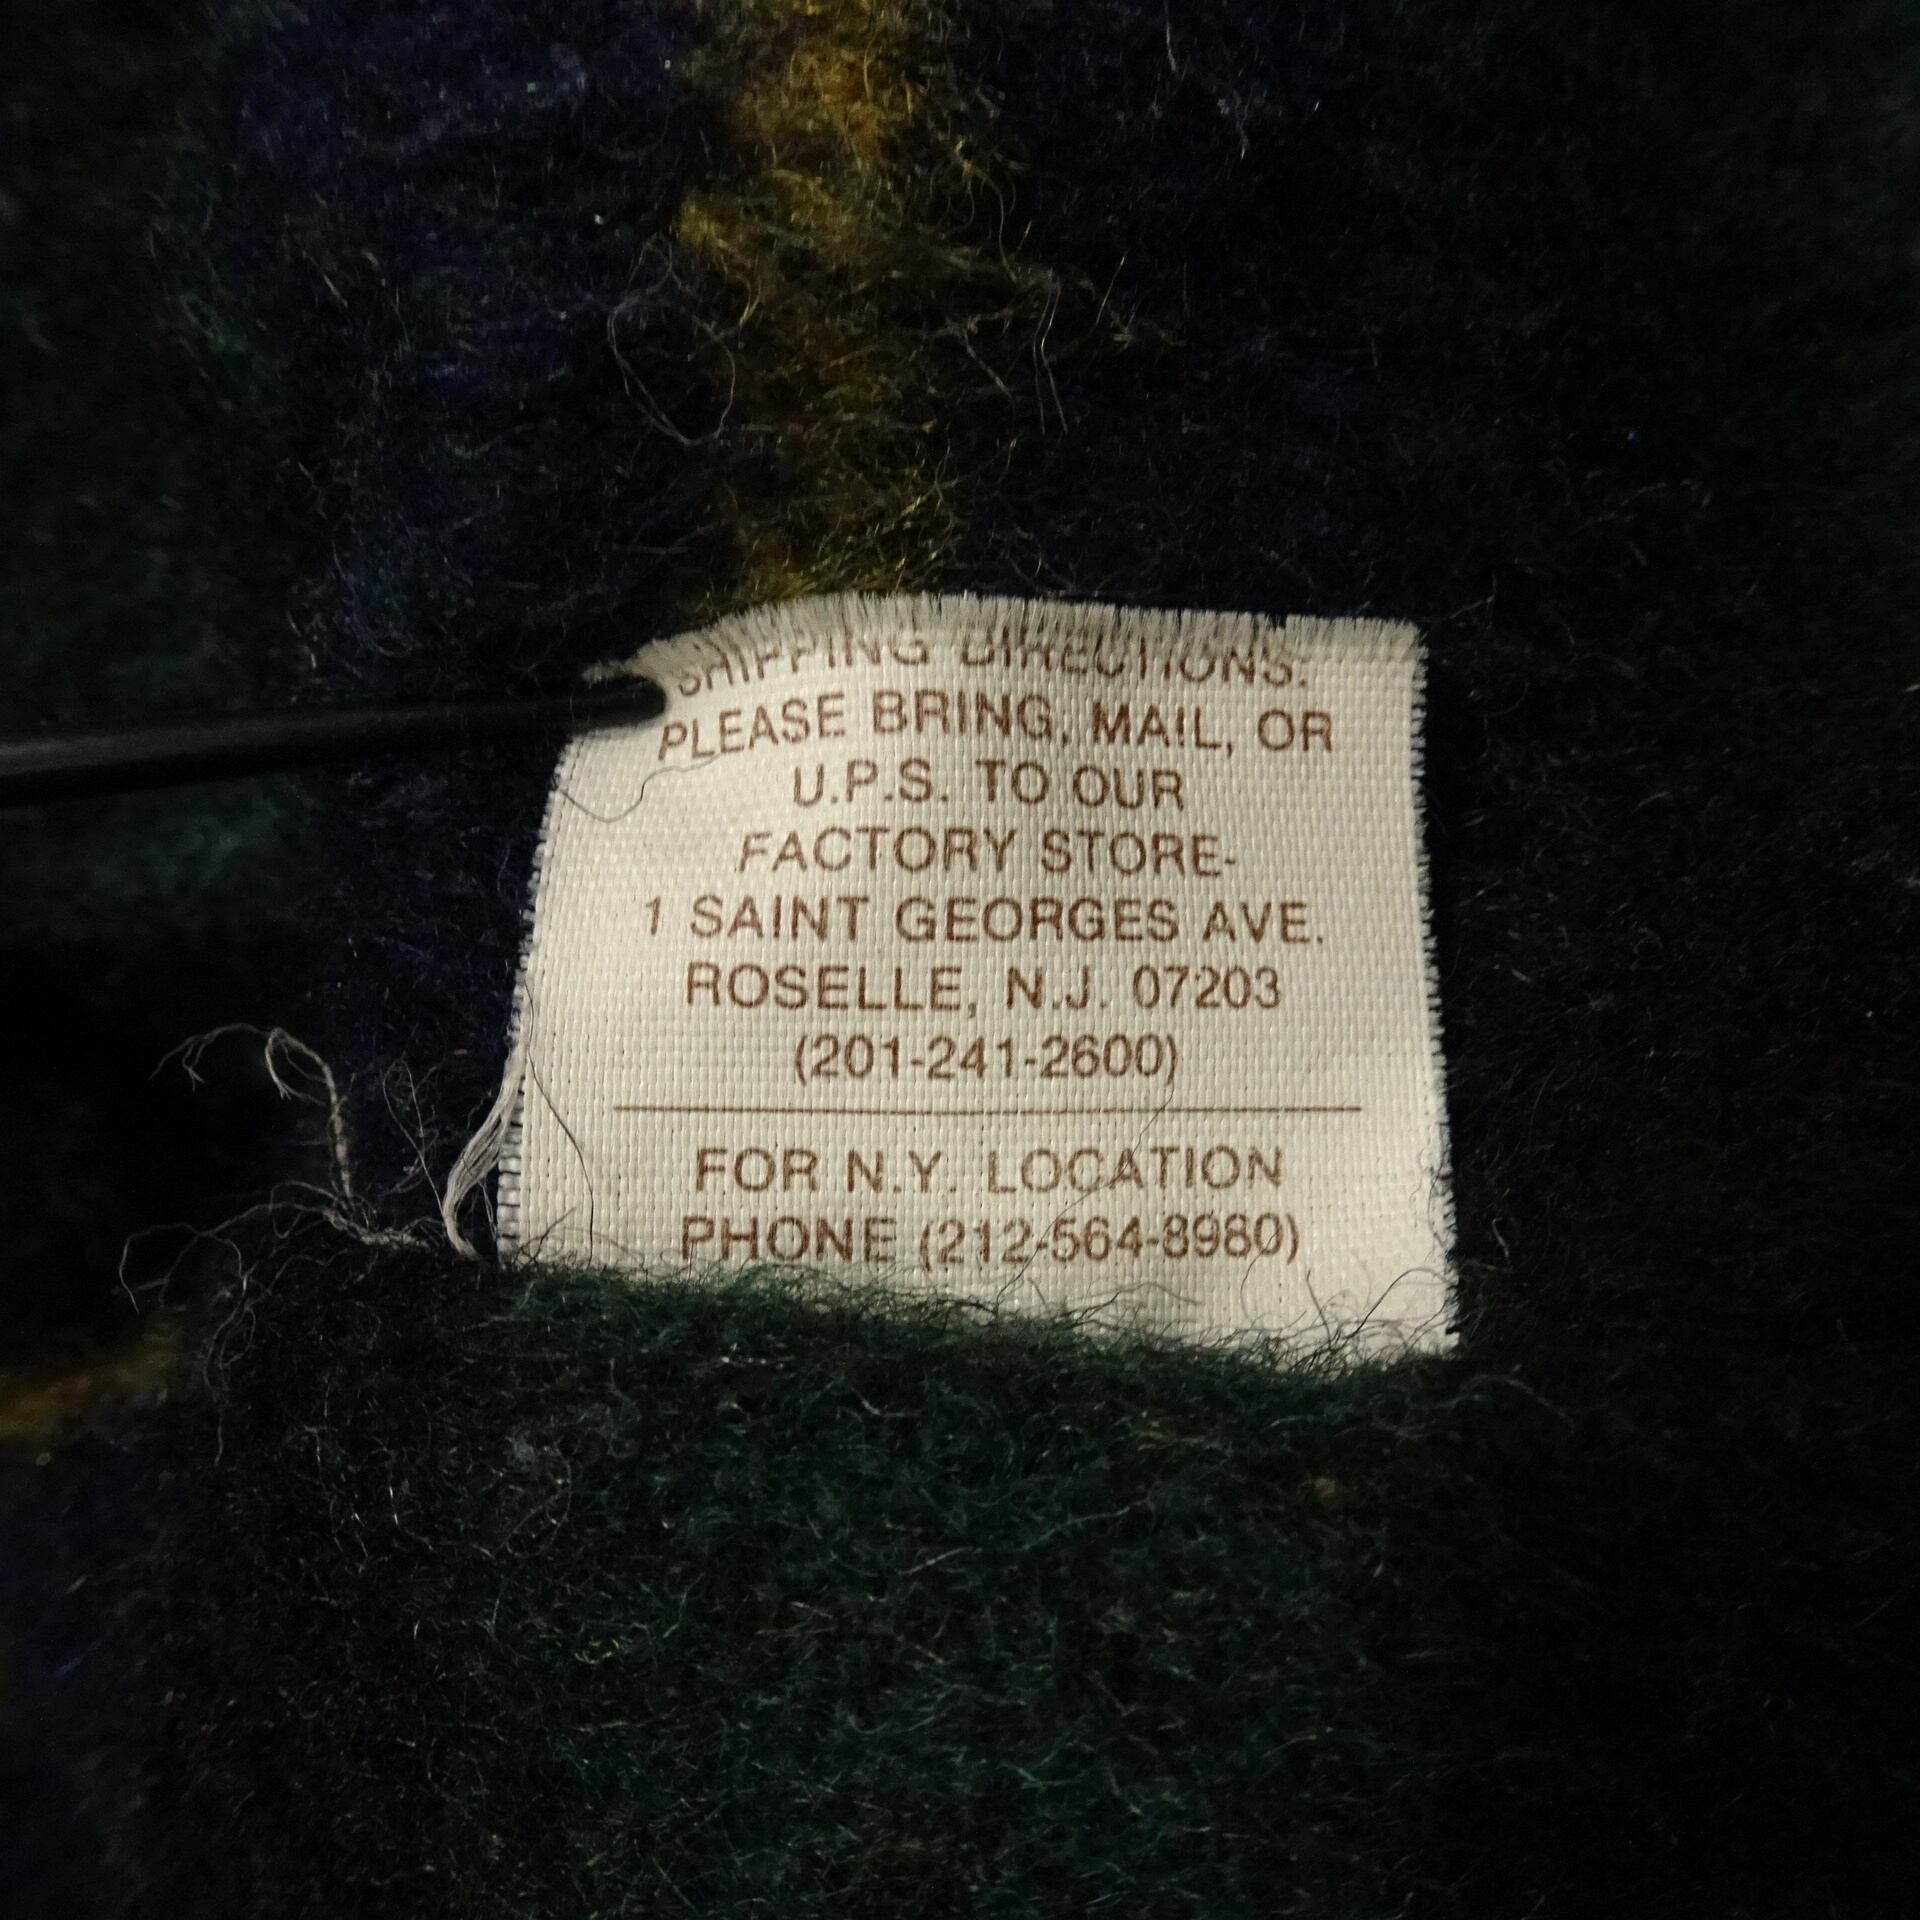 SHIPPING DIRECTIONS:
PLEASE BRING, MAIL, OR
U.P.S. TO OUR
FACTORY STORE-
1 SAINT GEORGES AVE.
ROSELLE, N.J. 07203
(201-241-2600)
FOR N.Y. LOCATION
PHONE (212-564-8980)